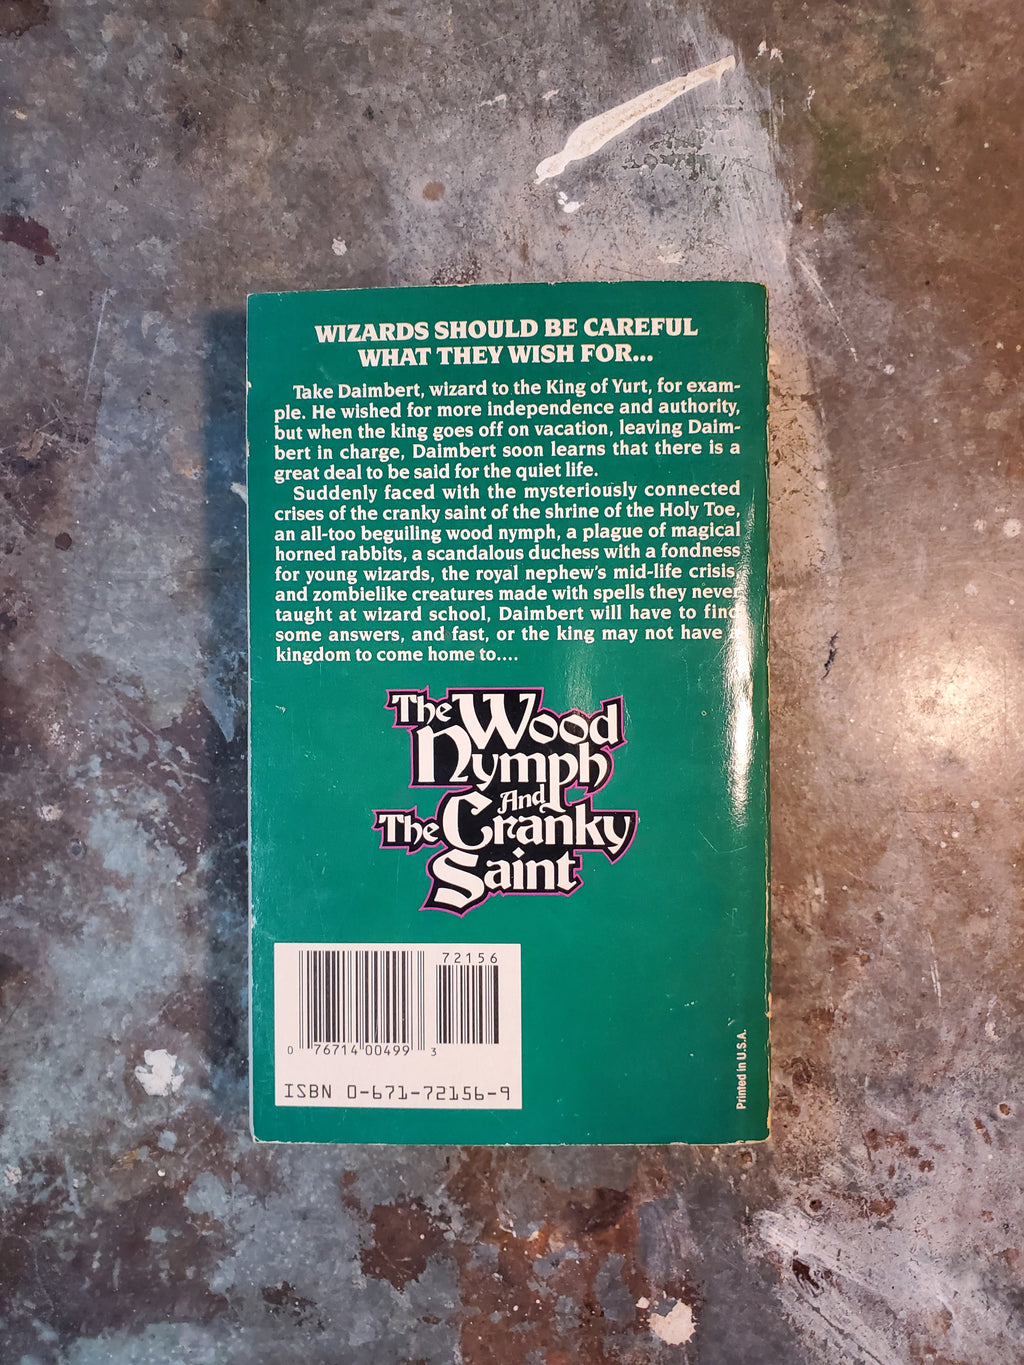 WIZARDS SHOULD BE CAREFUL
WHAT THEY WISH FOR...
Take Daimbert, wizard to the King of Yurt, for exam-
ple. He wished for more independence and authority,
but when the king goes off on vacation, leaving Daim-
bert in charge, Daimbert soon learns that there is a
great deal to be said for the quiet life.
Suddenly faced with the mysteriously connected
crises of the cranky saint of the shrine of the Holy Toe,
an all-too beguiling wood nymph, a plague of magical
horned rabbits, a scandalous duchess with a fondness
for young wizards, the royal nephew's mid-life crisis,
and zombielike creatures made with spells they never
taught at wizard school, Daimbert will have to find
some answers, and fast, or the king may not have a
kingdom to come home to....
The Wood
Nymph
And
The Cranky
Saint
72156
0 76714 00499 3
ISBN 0-671-72156-9
Printed in U.S.A.